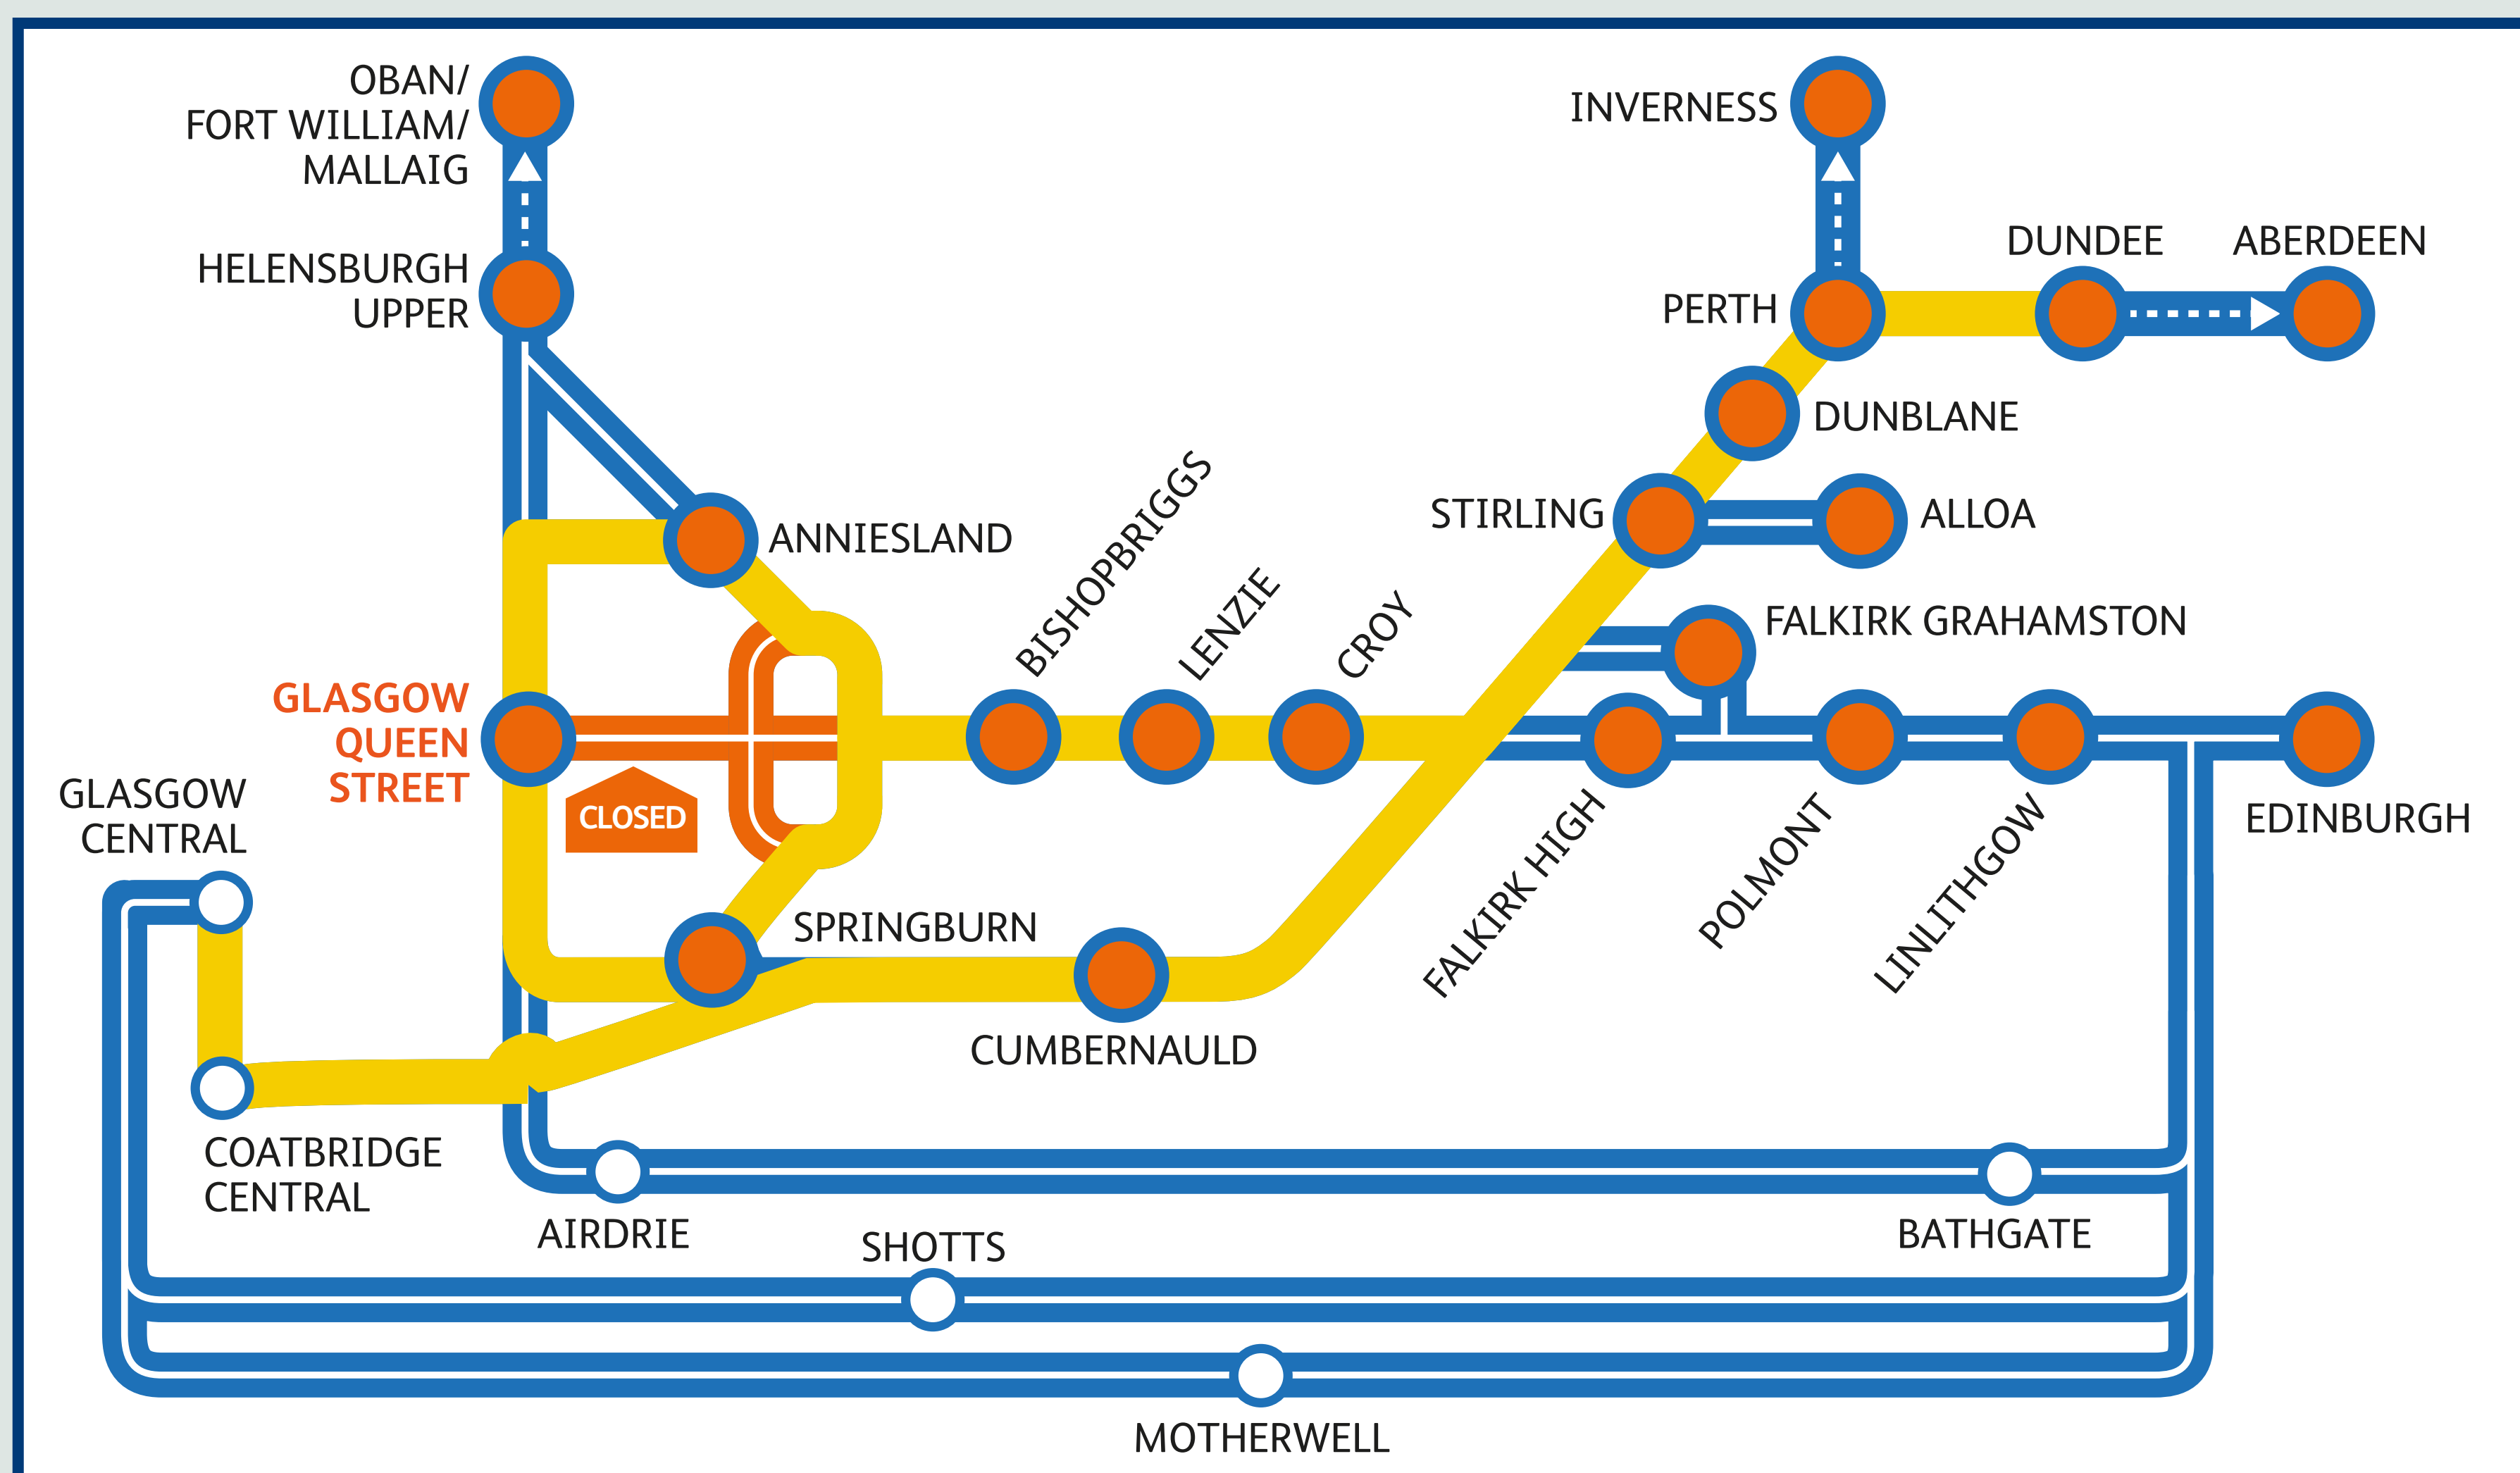 OBAN/
FORT WILLIAM/
MALLAIG
INVERNESS
HELENSBURGH
UPPER
DUNDEE
ABERDEEN
PERTH
DUNBLANE
STIRLING
ALLOA
ANNIESLAND
BISHOPBRIGGS
LENZIE
CROY
FALKIRK GRAHAMSTON
GLASGOW
QUEEN
STREET
CLOSED
GLASGOW
CENTRAL
EDINBURGH
FALKIRK HIGH
POLMONT
LINLITHGOW
SPRINGBURN
CUMBERNAULD
COATBRIDGE
CENTRAL
AIRDRIE
SHOTTS
BATHGATE
MOTHERWELL